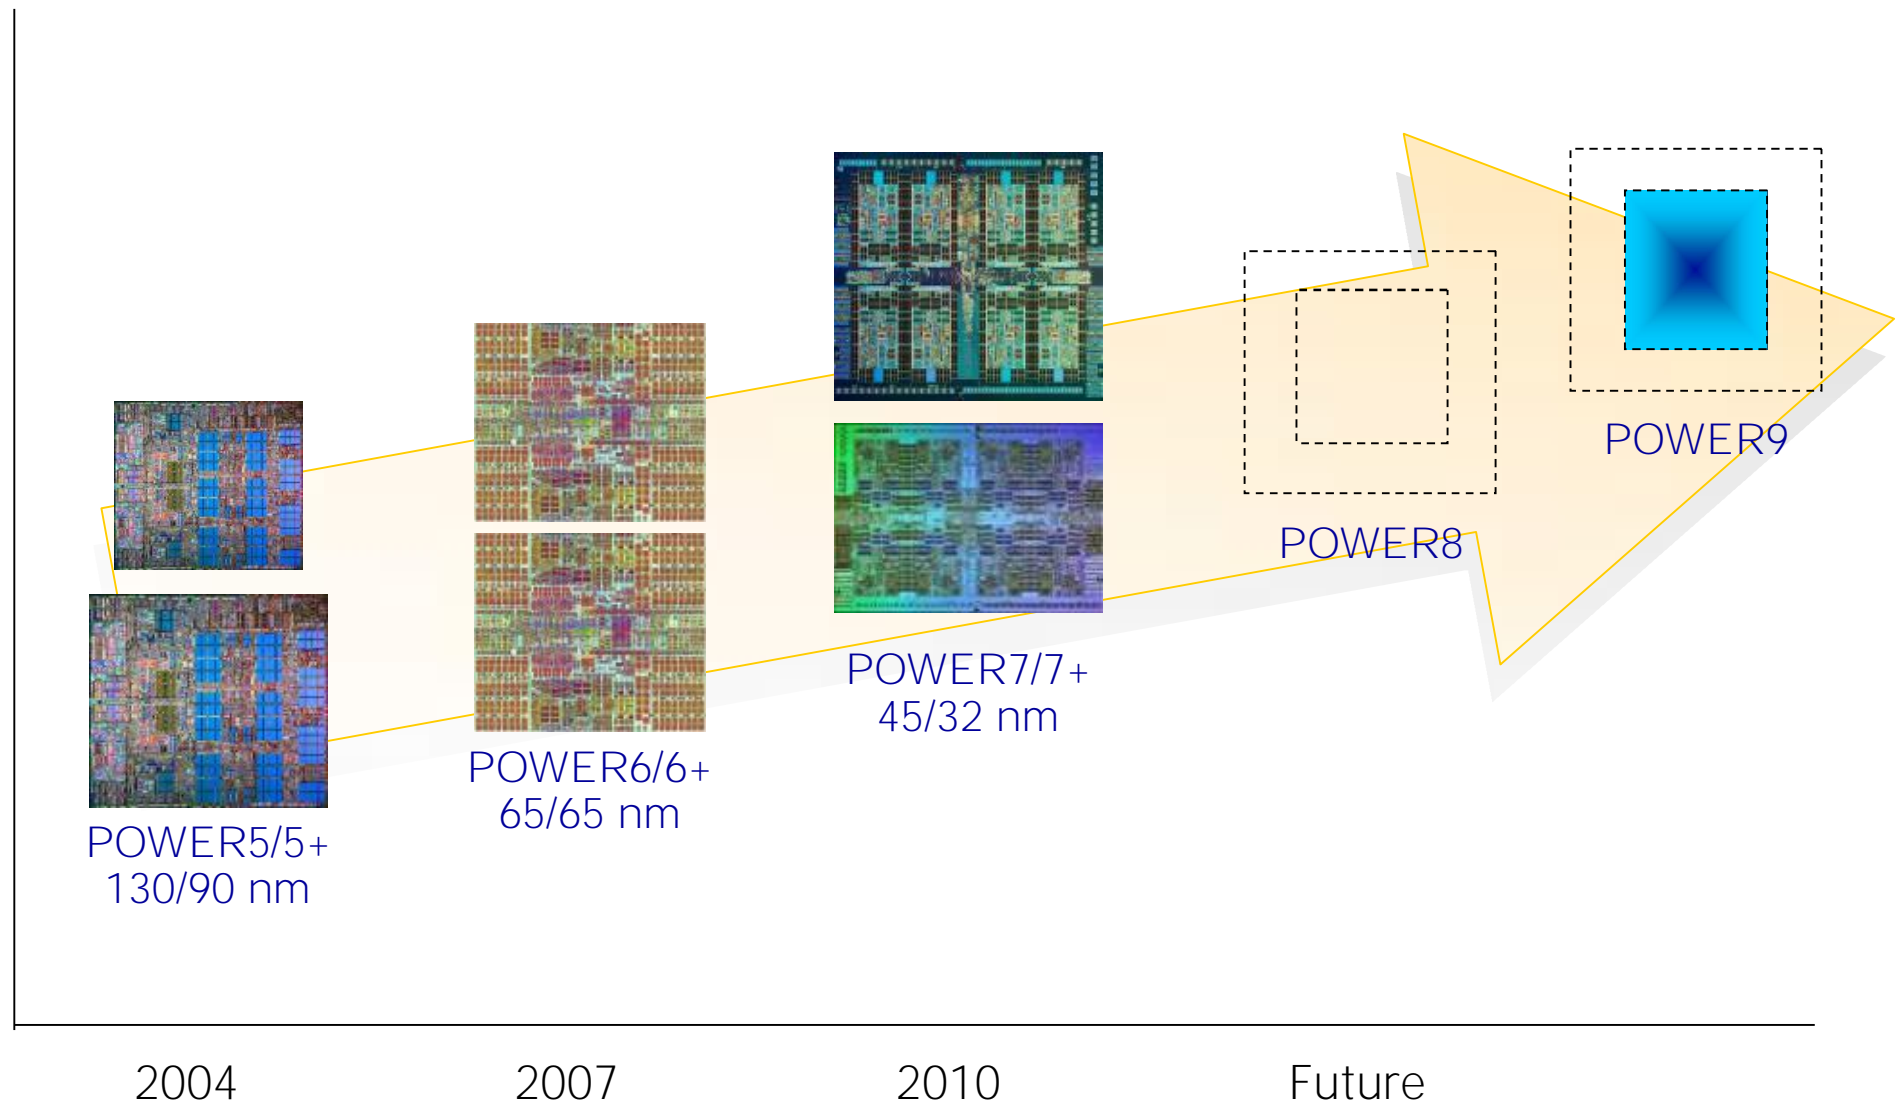 POWER9
POWER8
POWER7/7+
45/32 nm
POWER6/6+
65/65 nm
POWER5/5+
130/90 nm
2004
2007
2010
Future